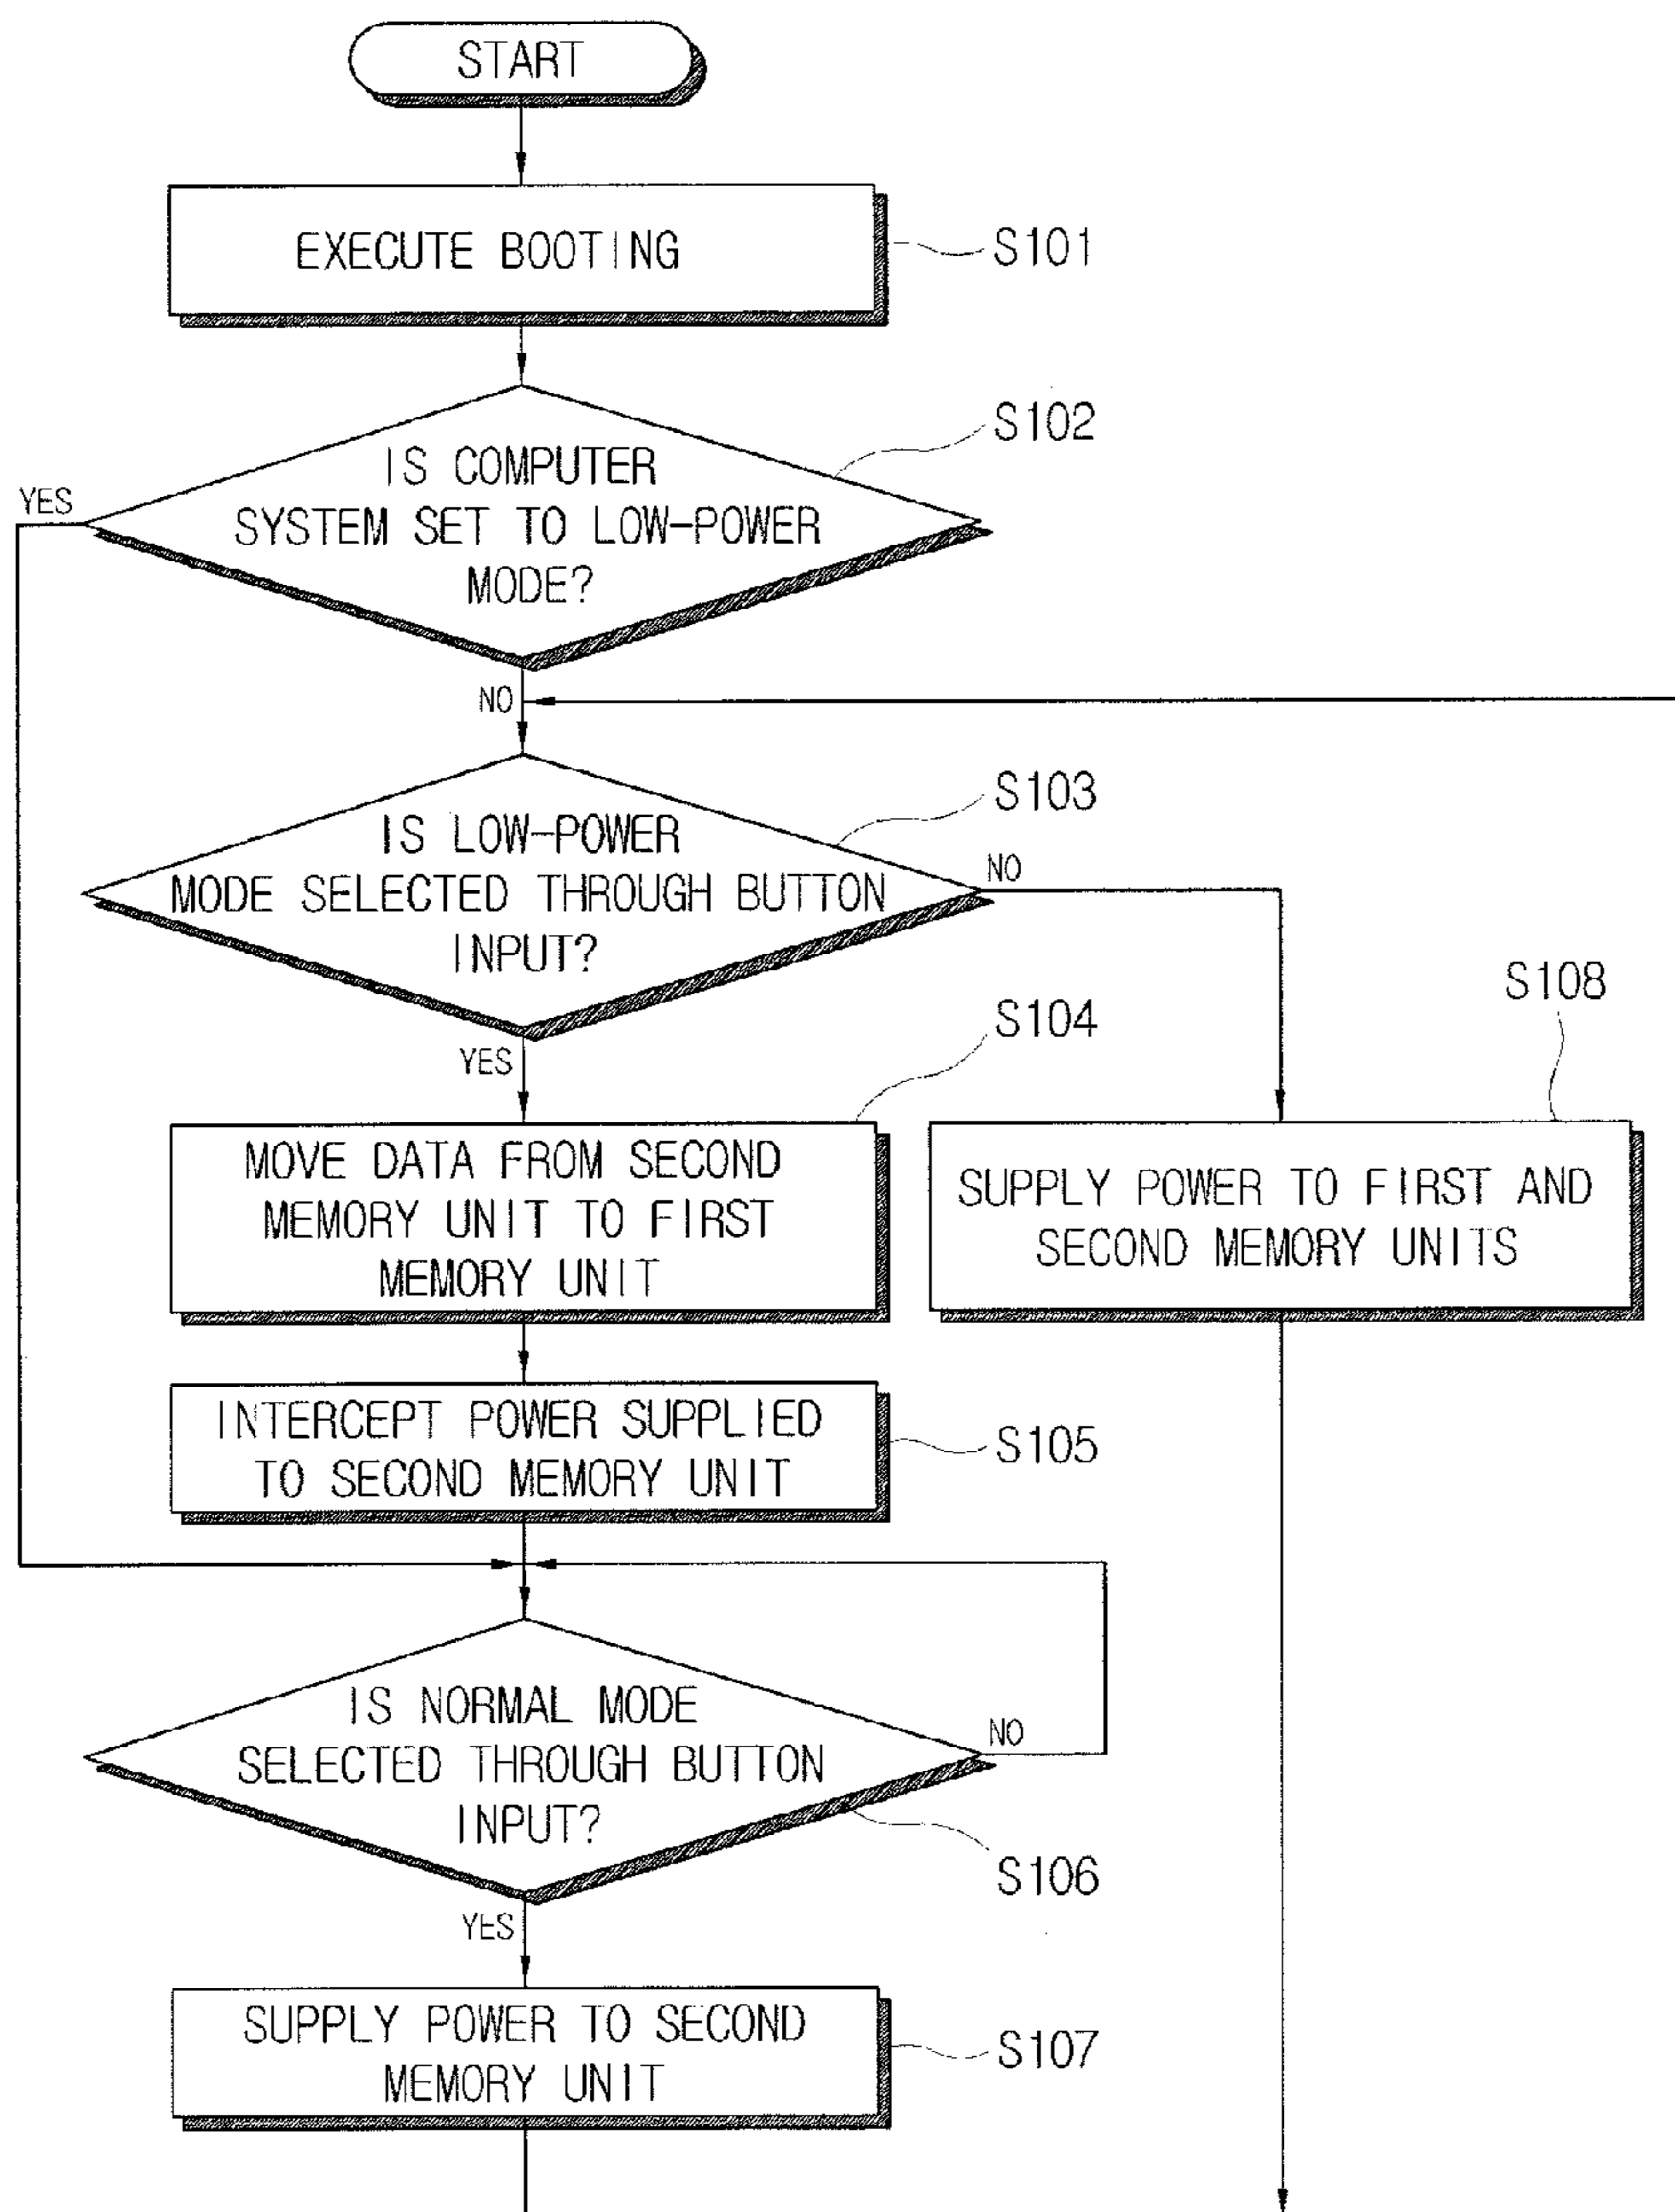 START
EXECUTE BOOTING
S101
S102
IS COMPUTER
SYSTEM SET TO LOW-POWER
MODE?
YES
NO
S103
IS LOW-POWER
MODE SELECTED THROUGH BUTTON
INPUT?
NO
YES
S104
MOVE DATA FROM SECOND
MEMORY UNIT TO FIRST
MEMORY UNIT
S108
SUPPLY POWER TO FIRST AND
SECOND MEMORY UNITS
INTERCEPT POWER SUPPLIED
TO SECOND MEMORY UNIT
S105
IS NORMAL MODE
SELECTED THROUGH BUTTON
INPUT?
NO
S106
YES
SUPPLY POWER TO SECOND
MEMORY UNIT
S107